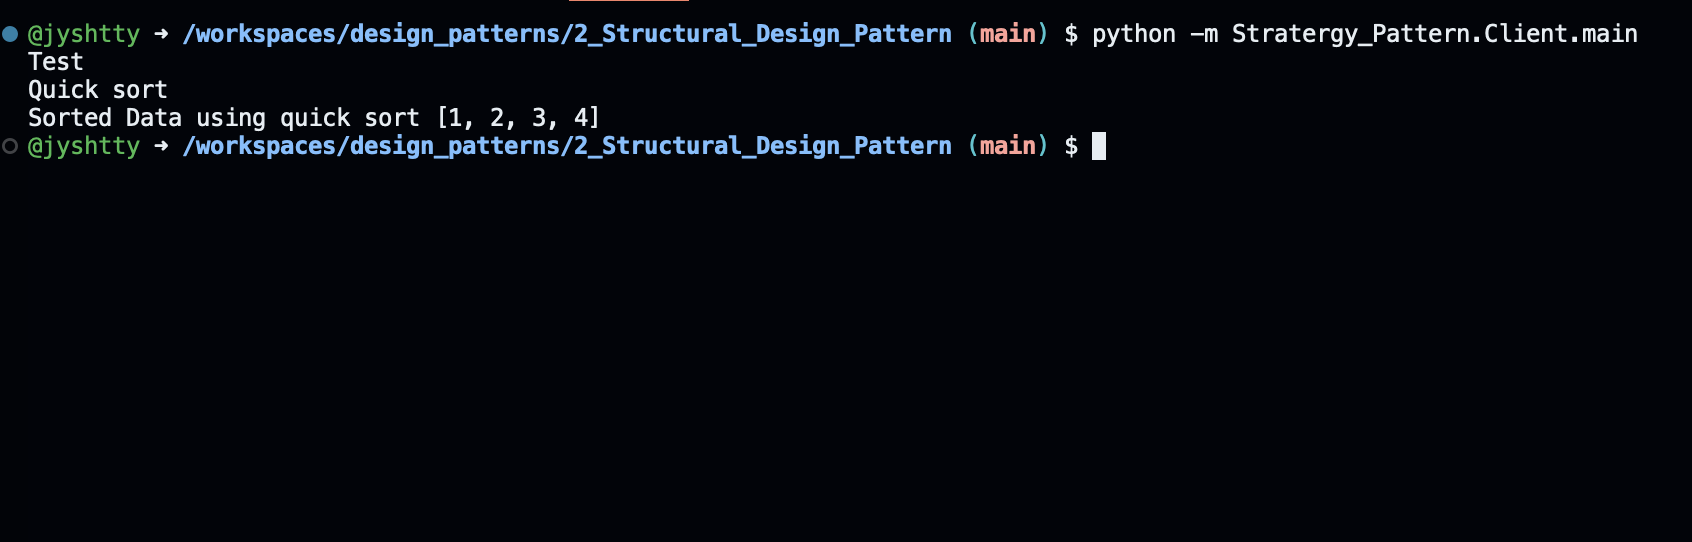 @jyshtty ➜ /workspaces/design_patterns/2_Structural_Design_Pattern (main) $ python -m Stratergy_Pattern.Client.main
Test
Quick sort
Sorted Data using quick sort [1, 2, 3, 4]
@jyshtty ➜ /workspaces/design_patterns/2_Structural_Design_Pattern (main) $